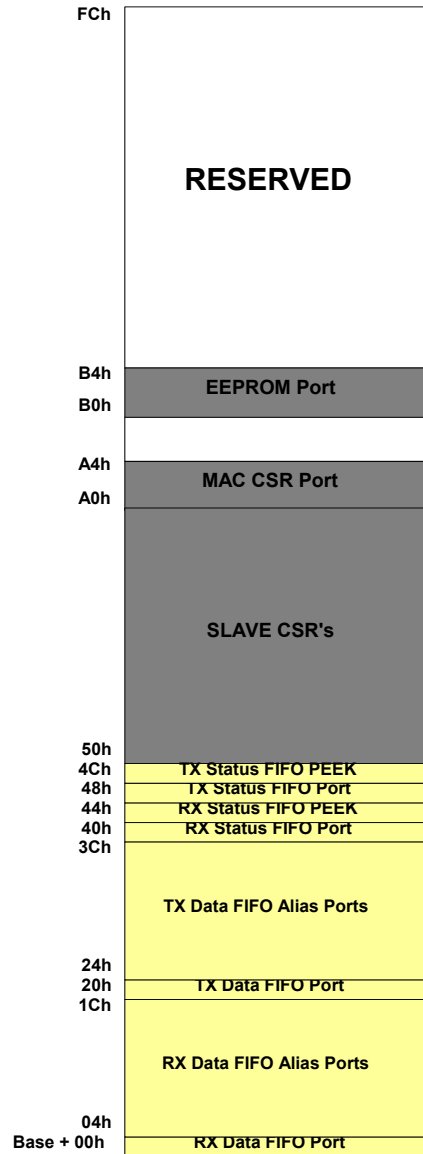 FCh
RESERVED
B4h
EEPROM Port
B0h
A4h
MAC CSR Port
A0h
SLAVE CSR's
50h
4Ch TX Status FIFO PEEK
48h TX Status FIFO Port
44h RX Status FIFO PEEK
40h RX Status FIFO Port
3Ch
TX Data FIFO Alias Ports
24h
20h TX Data FIFO Port
1Ch
RX Data FIFO Alias Ports
04h
Base + 00h RX Data FIFO Port